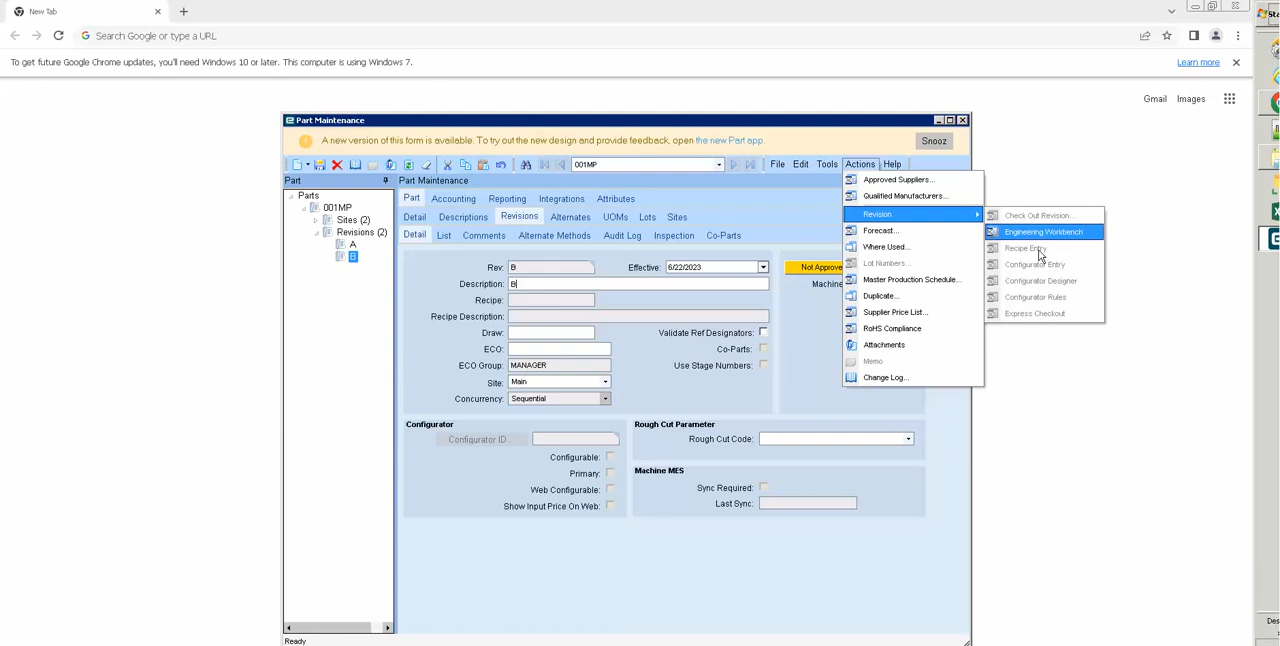 New Tab
Sta
Search Google or type a URL
To get future Google Chrome updates, you'll need Windows 10 or later. This computer is using Windows 7.
Learn more
Gmail
Images
Part Maintenance
A new version of this form is available. To try out the new design and provide feedback, open the new Part app.
Snooz
001MP
File
Edit
Tools
Actions
Help
Part
Part Maintenance
Parts
001MP
Sites (2)
Revisions (2)
A
B
Part
Accounting
Reporting
Integrations
Attributes
Detail
Descriptions
Revisions
Alternates
UOMs
Lots
Sites
Detail
List
Comments
Alternate Methods
Audit Log
Inspection
Co-Parts
Rev: B
Effective: 6/22/2023
Not Approve
Description: B
Machin
Recipe:
Recipe Description:
Draw:
Validate Ref Designators:
ECO:
Co-Parts:
ECO Group: MANAGER
Use Stage Numbers:
Site: Main
Concurrency: Sequential
Configurator
Configurator ID...
Configurable:
Primary:
Web Configurable:
Show Input Price On Web:
Rough Cut Parameter
Rough Cut Code:
Machine MES
Sync Required:
Last Sync:
Approved Suppliers...
Qualified Manufacturers...
Revision
Forecast...
Where Used...
Lot Numbers...
Master Production Schedule...
Duplicate...
Supplier Price List...
RoHS Compliance
Attachments
Memo
Change Log...
Check Out Revision...
Engineering Workbench
Recipe Entry
Configurator Entry
Configurator Designer
Configurator Rules
Express Checkout
Ready
Des